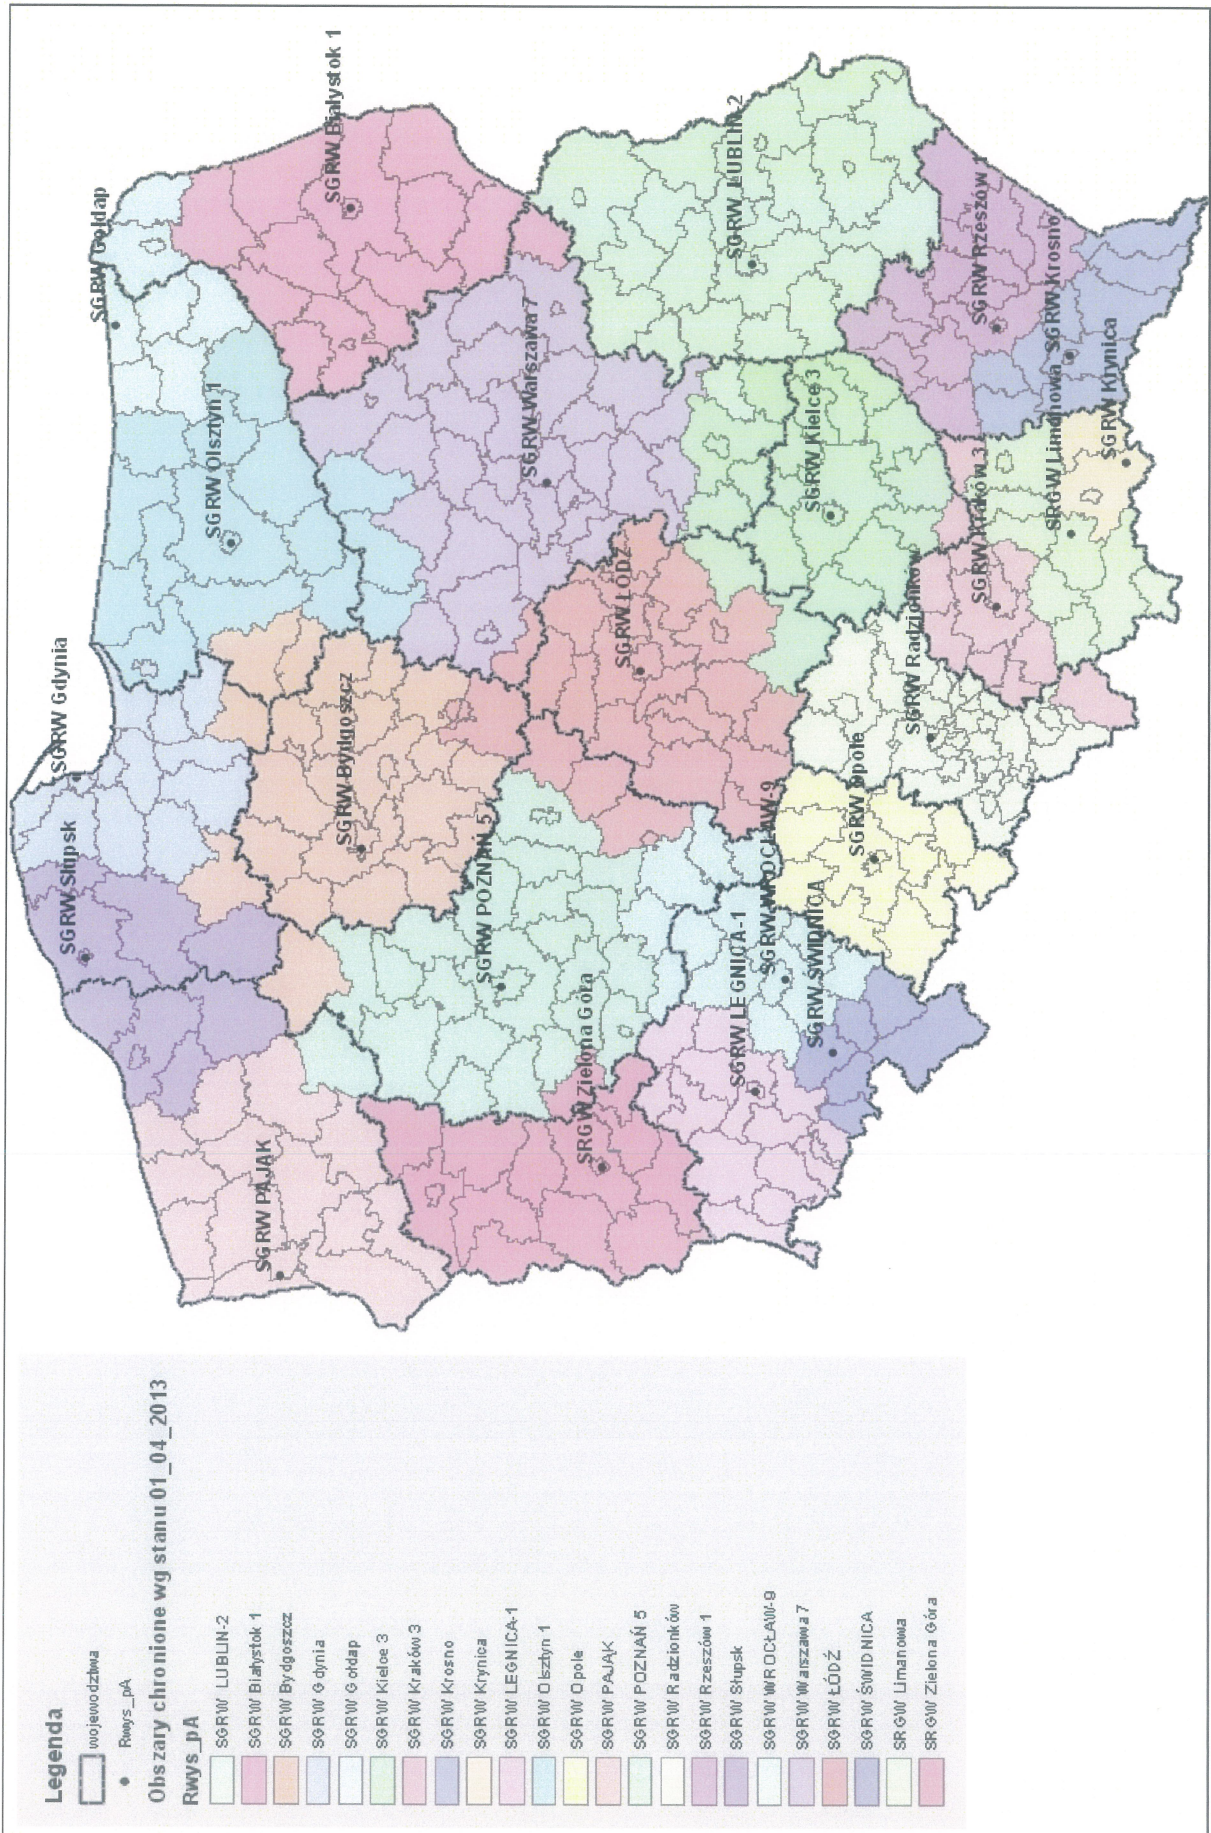 Legenda
województwa
Rwys_pA
Obszary chronione wg stanu 01_04_2013
Rwys_pA
SGRW LUBLIN-2
SGRW Białystok 1
SGRW Bydgoszcz
SGRW Gdynia
SGRW Gołdap
SGRW Kielce 3
SGRW Kraków 3
SGRW Krosno
SGRW Krynica
SGRW LEGNICA-1
SGRW Olsztyn 1
SGRW Opole
SGRW PAJĄK
SGRW POZNAŃ 5
SGRW Radzionków
SGRW Rzeszów 1
SGRW Słupsk
SGRW WROCŁAW-9
SGRW Warszawa 7
SGRW ŁÓDŹ
SGRW ŚWIDNICA
SRGW Limanowa
SRGW Zielona Góra
SGRW Gdynia
SGRW Gołdap
SGRW Słupsk
SGRW Olsztyn 1
SGRW Białystok 1
SGRW PAJĄK
SGRW Bydgoszcz
SGRW POZNAŃ 5
SGRW Warszawa 7
SRGW Zielona Góra
SGRW ŁÓDŹ
SGRW LUBLIN-2
SGRW LEGNICA-1
SGRW WROCŁAW-9
SGRW ŚWIDNICA
SGRW Opole
SGRW Kielce 3
SGRW Radzionków
SGRW Kraków 3
SGRW Rzeszów
SRGW Limanowa
SGRW Krosno
SGRW Krynica